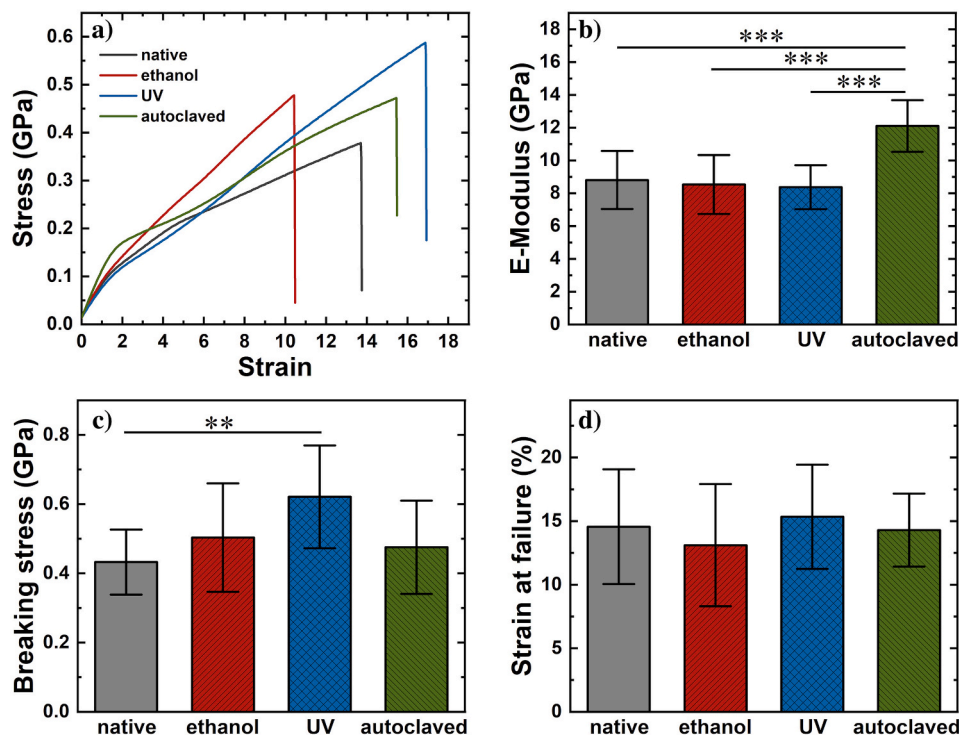 a)
Stress (GPa)
0.6
0.5
0.4
0.3
0.2
0.1
0.0
native
ethanol
UV
autoclaved
0 2 4 6 8 10 12 14 16 18
Strain
b)
E-Modulus (GPa)
18
16
14
12
10
8
6
4
2
0
***
***
***
native ethanol UV autoclaved
c)
Breaking stress (GPa)
0.8
0.6
0.4
0.2
0.0
**
native ethanol UV autoclaved
d)
Strain at failure (%)
20
15
10
5
0
native ethanol UV autoclaved